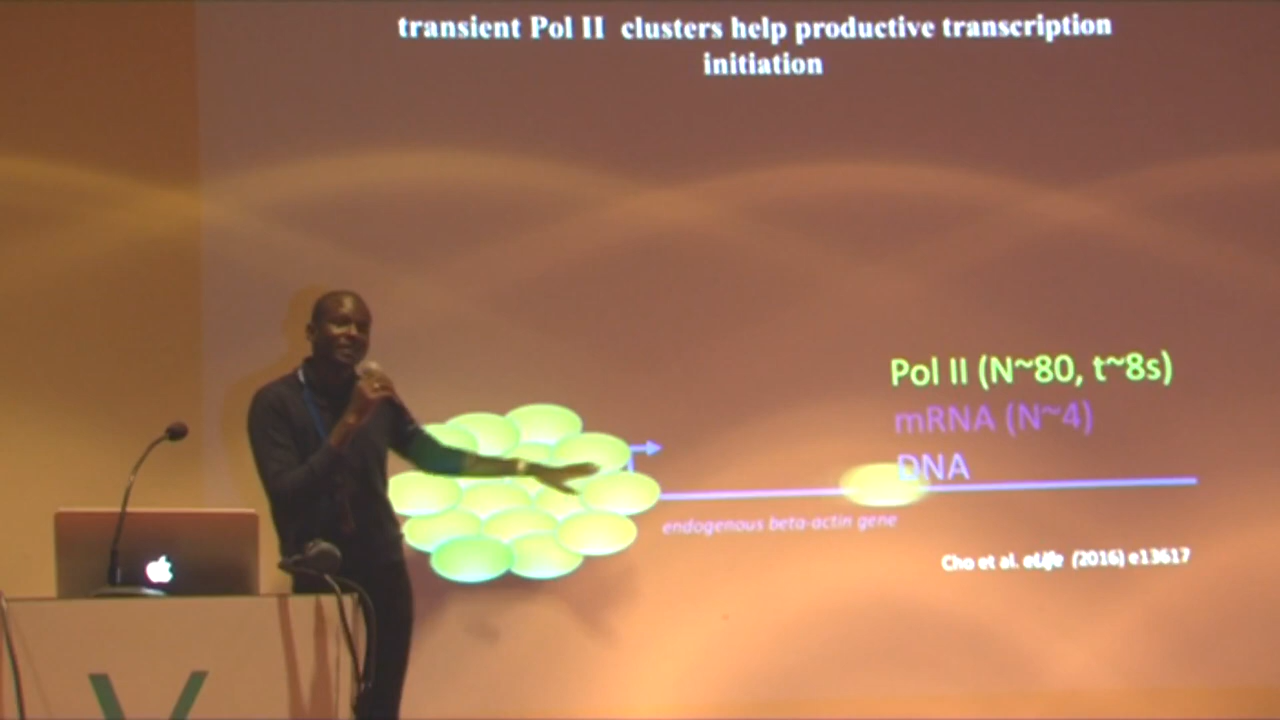 transient Pol II clusters help productive transcription
initiation
Pol II (N~80, t~8s)
mRNA (N~4)
DNA
endogenous beta-actin gene
Cho et al. eLife (2016) e13617
V